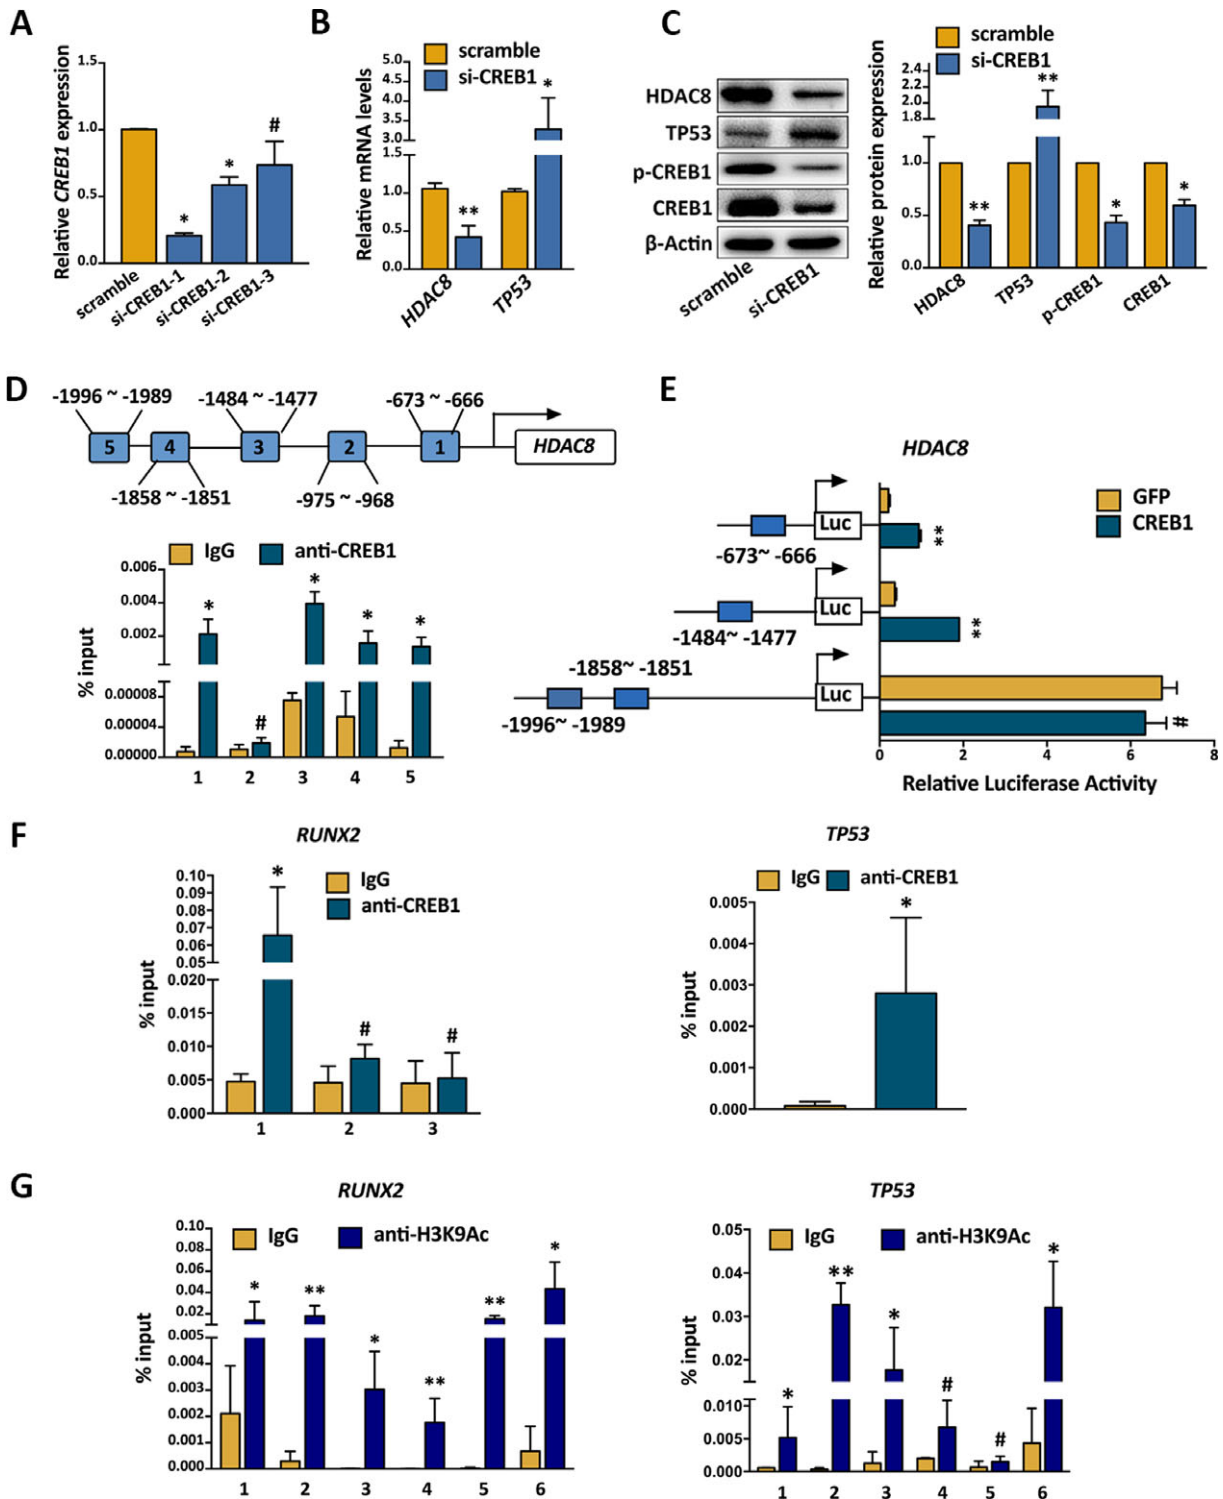 A
Relative CREB1 expression
1.5
1.0
0.5
0.0
*
*
#
scramble
si-CREB1-1
si-CREB1-2
si-CREB1-3
B
scramble
si-CREB1
Relative mRNA levels
5.0
4.5
4.0
3.5
3.0
1.5
1.0
0.5
0.0
**
*
HDAC8
TP53
C
HDAC8
TP53
p-CREB1
CREB1
β-Actin
scramble
si-CREB1
scramble
si-CREB1
Relative protein expression
2.4
2.2
2.0
1.8
1.0
0.5
0.0
**
**
*
*
HDAC8
TP53
p-CREB1
CREB1
D
-1996 ~ -1989
-1484 ~ -1477
-673 ~ -666
5
4
3
2
1
HDAC8
-1858 ~ -1851
-975 ~ -968
IgG
anti-CREB1
% input
0.006
0.004
0.002
0.00008
0.00004
0.00000
*
#
*
*
*
1
2
3
4
5
E
HDAC8
GFP
CREB1
Luc
-673~ -666
**
Luc
-1484~ -1477
**
-1858~ -1851
Luc
-1996~ -1989
#
0
2
4
6
8
Relative Luciferase Activity
F
RUNX2
IgG
anti-CREB1
% input
0.10
0.09
0.08
0.07
0.06
0.05
0.020
0.015
0.010
0.005
0.000
*
#
#
1
2
3
TP53
IgG
anti-CREB1
% input
0.005
0.004
0.003
0.002
0.001
0.000
*
G
RUNX2
IgG
anti-H3K9Ac
% input
0.10
0.08
0.06
0.04
0.02
0.005
0.004
0.003
0.002
0.001
0.000
*
**
*
**
**
*
1
2
3
4
5
6
TP53
IgG
anti-H3K9Ac
% input
0.05
0.04
0.03
0.02
0.010
0.005
0.000
*
**
*
#
#
*
1
2
3
4
5
6